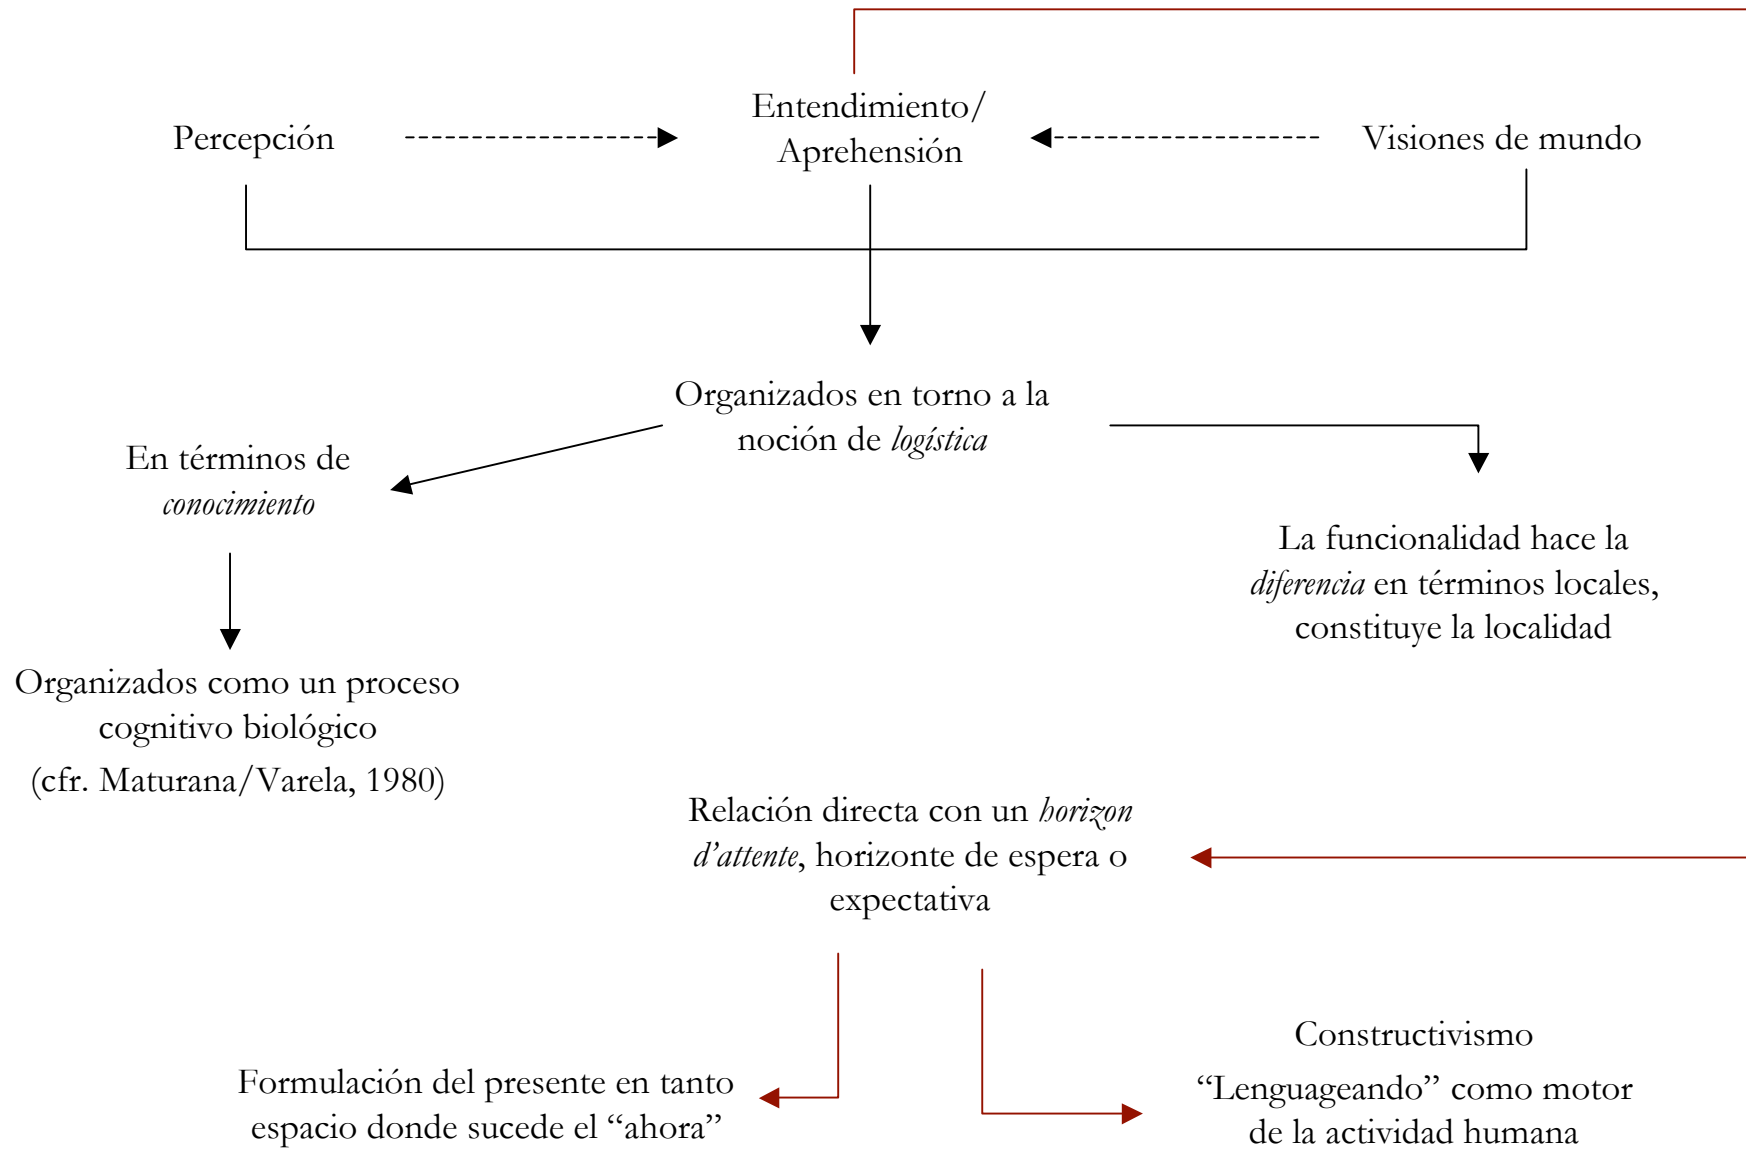 Percepción
Entendimiento/
Aprehensión
Visiones de mundo
Organizados en torno a la
noción de logística
En términos de
conocimiento
La funcionalidad hace la
diferencia en términos locales,
constituye la localidad
Organizados como un proceso
cognitivo biológico
(cfr. Maturana/Varela, 1980)
Relación directa con un horizon
d’attente, horizonte de espera o
expectativa
Formulación del presente en tanto
espacio donde sucede el “ahora”
Constructivismo
“Lenguageando” como motor
de la actividad humana